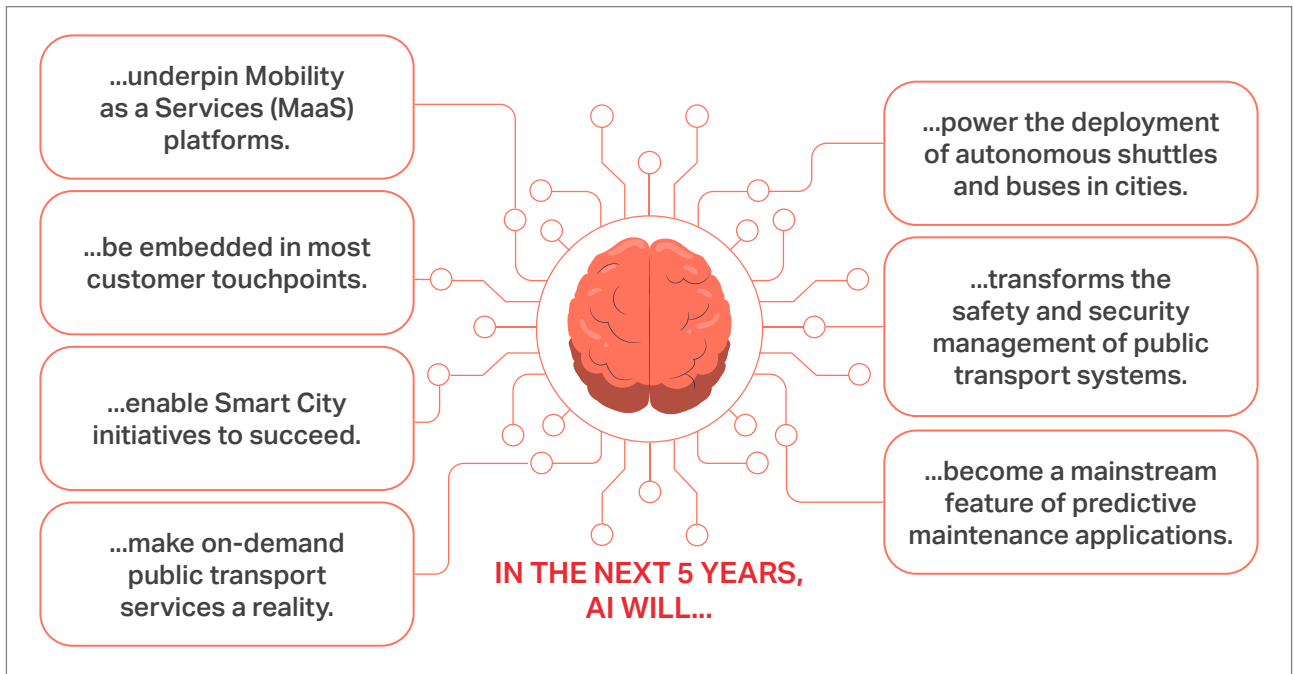 ...underpin Mobility
as a Services (MaaS)
platforms.
...be embedded in most
customer touchpoints.
...enable Smart City
initiatives to succeed.
...make on-demand
public transport
services a reality.
IN THE NEXT 5 YEARS,
AI WILL...
...power the deployment
of autonomous shuttles
and buses in cities.
...transforms the
safety and security
management of public
transport systems.
...become a mainstream
feature of predictive
maintenance applications.